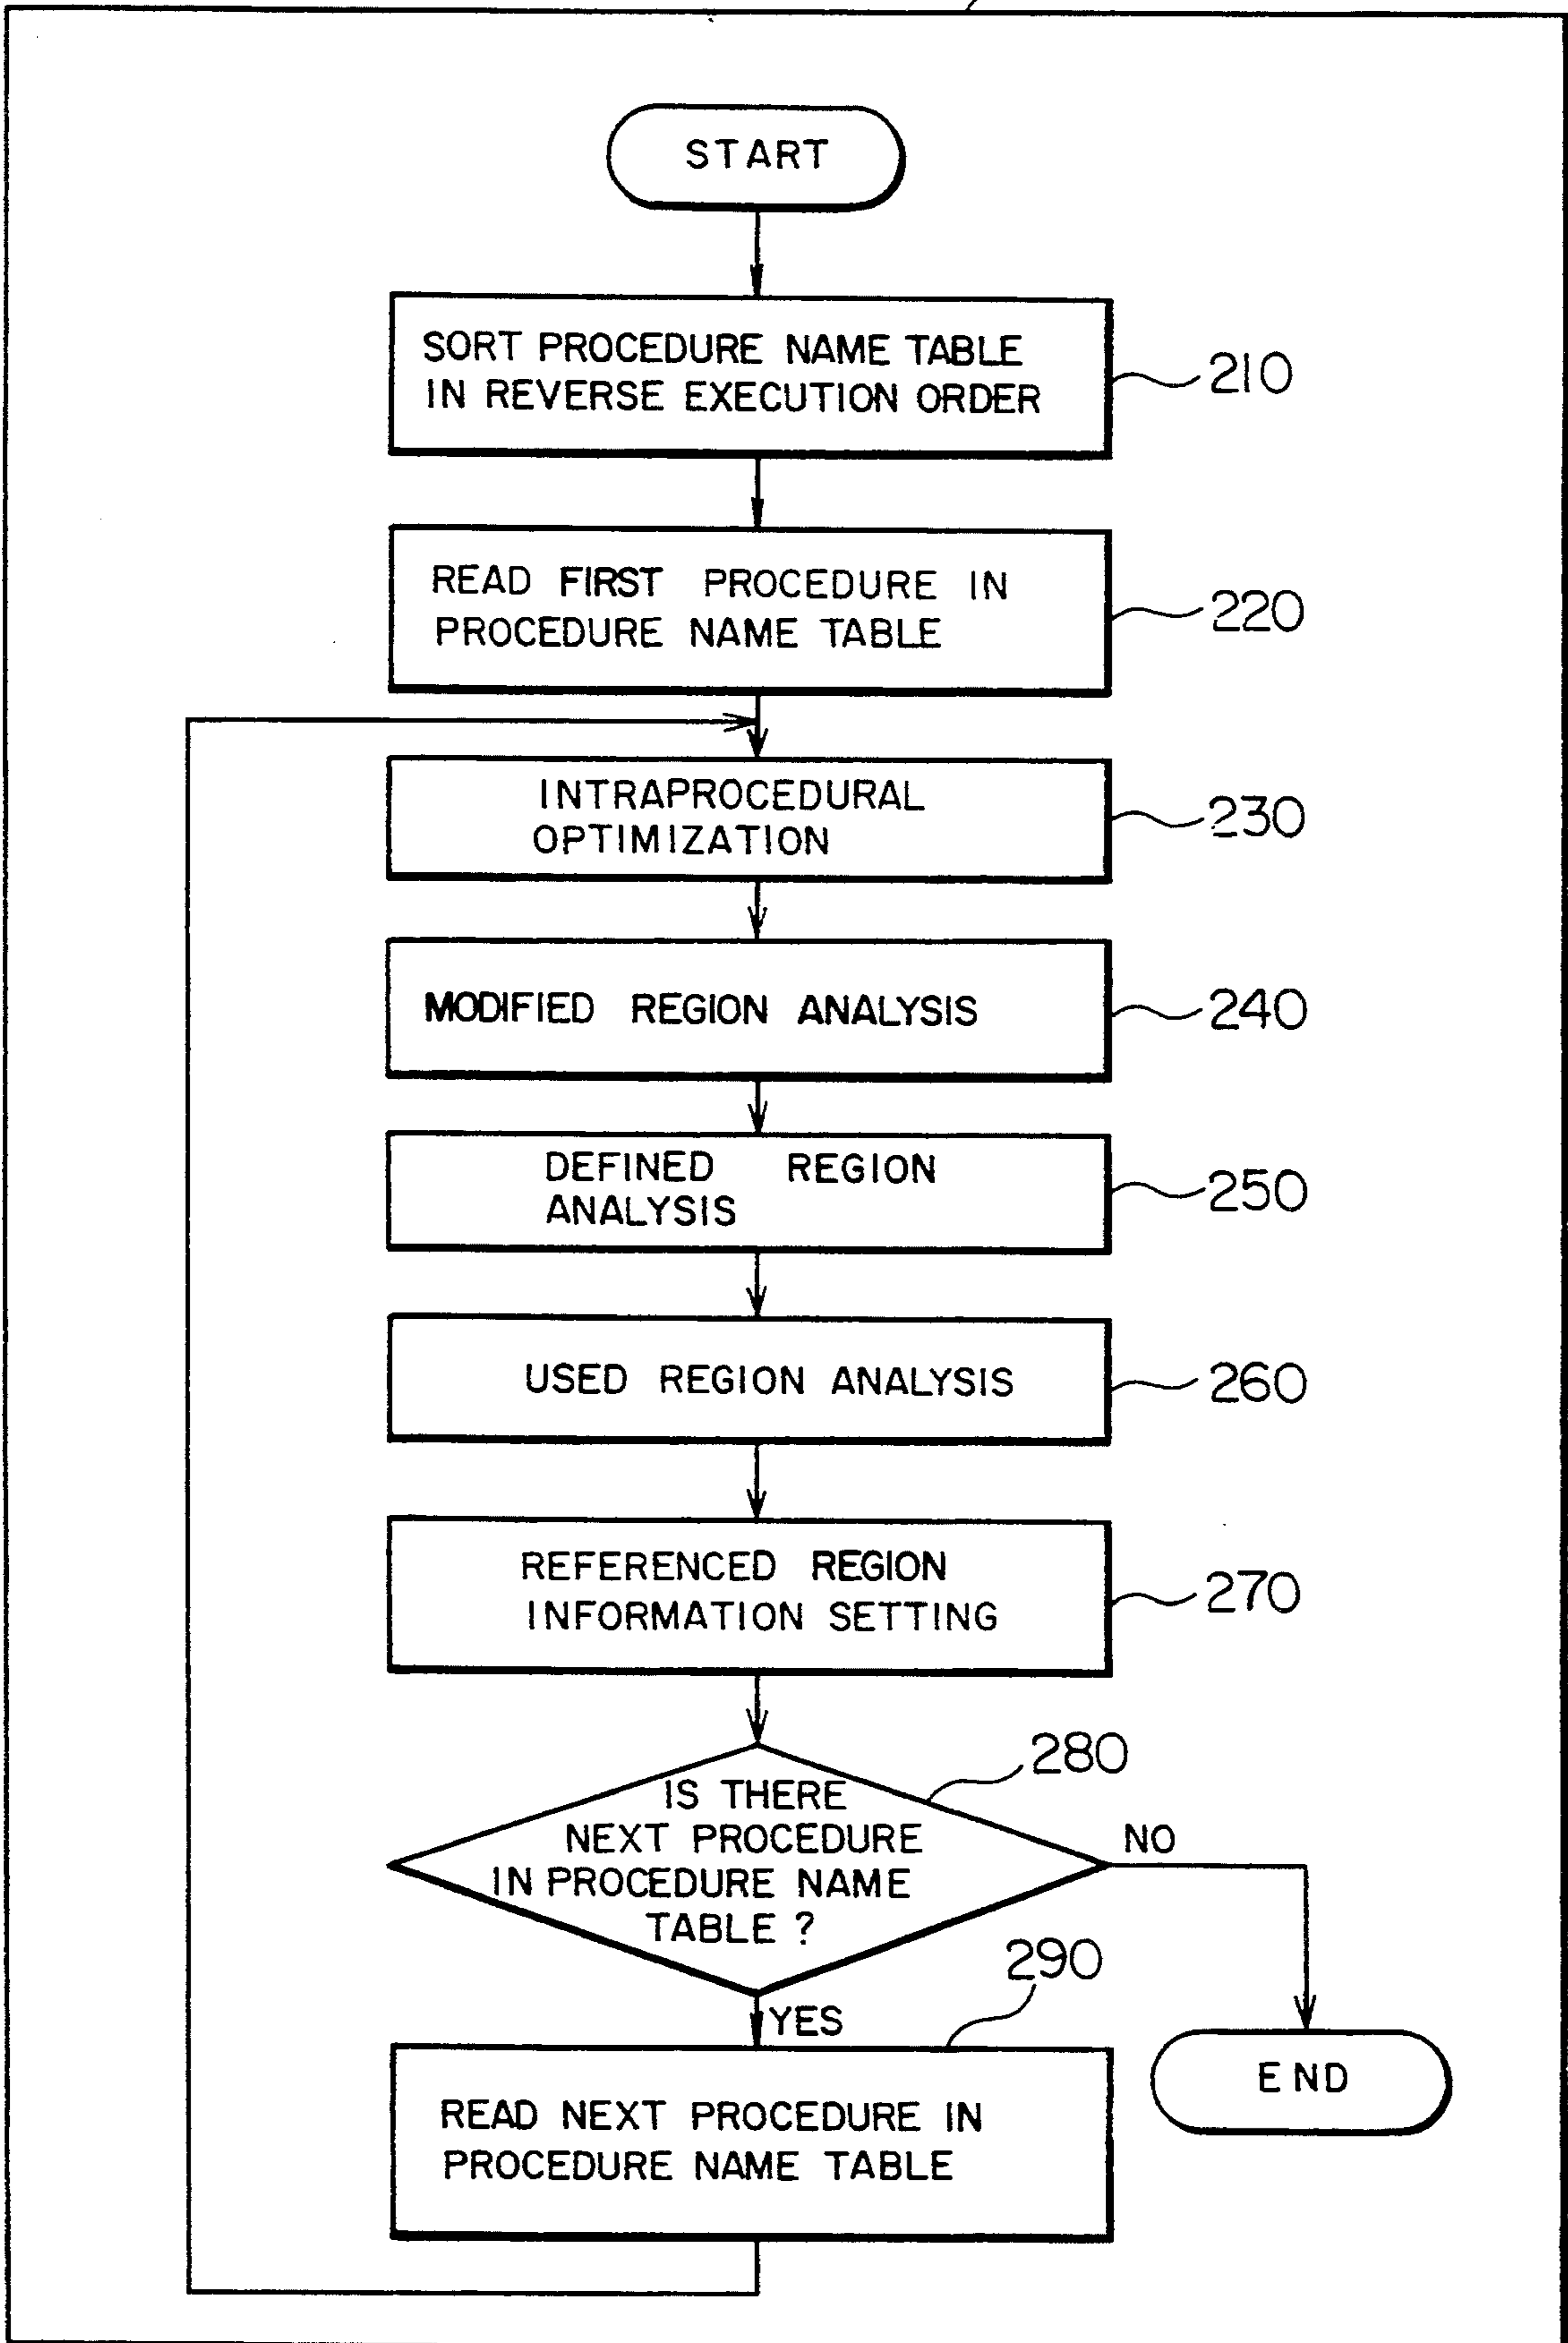 START
SORT PROCEDURE NAME TABLE
IN REVERSE EXECUTION ORDER
210
READ FIRST PROCEDURE IN
PROCEDURE NAME TABLE
220
INTRAPROCEDURAL
OPTIMIZATION
230
MODIFIED REGION ANALYSIS
240
DEFINED REGION
ANALYSIS
250
USED REGION ANALYSIS
260
REFERENCED REGION
INFORMATION SETTING
270
280
IS THERE
NEXT PROCEDURE
IN PROCEDURE NAME
TABLE ?
NO
YES
290
END
READ NEXT PROCEDURE IN
PROCEDURE NAME TABLE